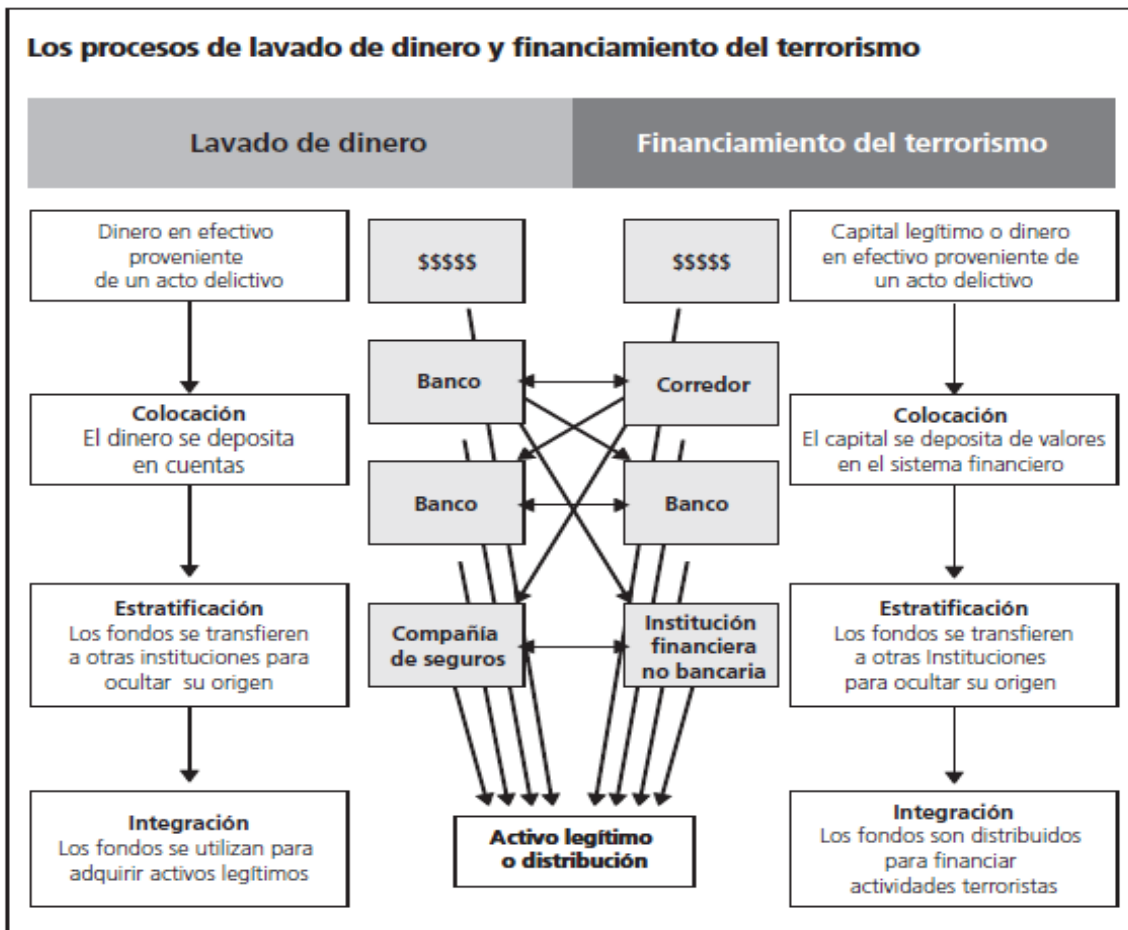 Los procesos de lavado de dinero y financiamiento del terrorismo
Lavado de dinero
Financiamiento del terrorismo
Dinero en efectivo
proveniente
de un acto delictivo
$$$$$
$$$$$
Capital legítimo o dinero
en efectivo proveniente de
un acto delictivo
Banco
Corredor
Colocación
El dinero se deposita
en cuentas
Colocación
El capital se deposita de valores
en el sistema financiero
Banco
Banco
Estratificación
Los fondos se transfieren
a otras instituciones para
ocultar su origen
Compañía
de seguros
Institución
financiera
no bancaria
Estratificación
Los fondos se transfieren
a otras Instituciones
para ocultar su origen
Integración
Los fondos se utilizan para
adquirir activos legítimos
Activo legítimo
o distribución
Integración
Los fondos son distribuidos
para financiar
actividades terroristas